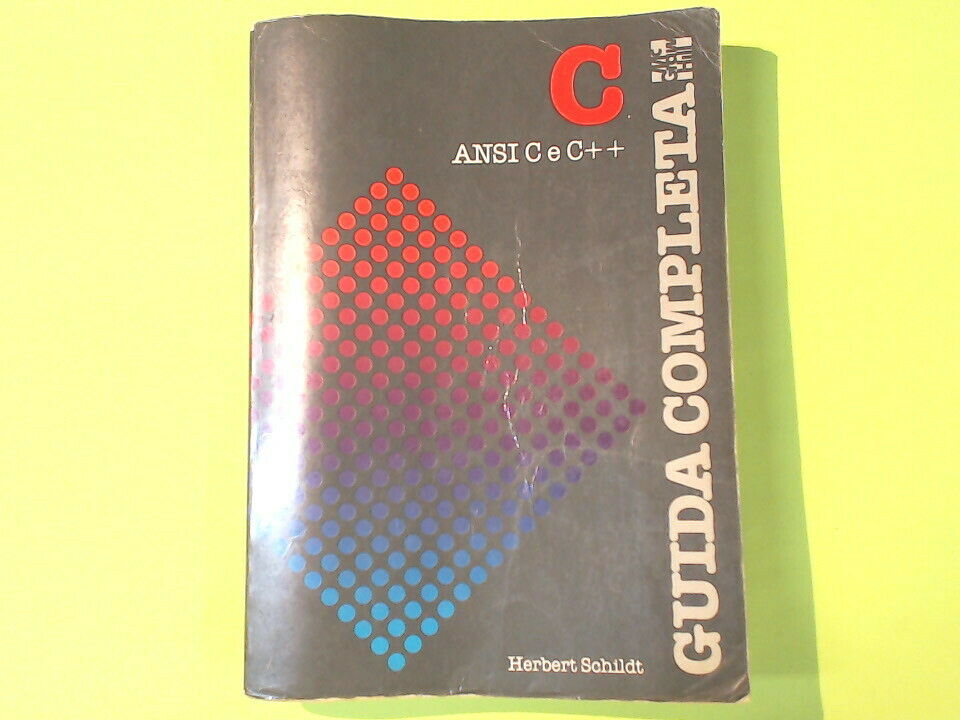 C
ANSI C e C++
GUIDA COMPLETA
Herbert Schildt